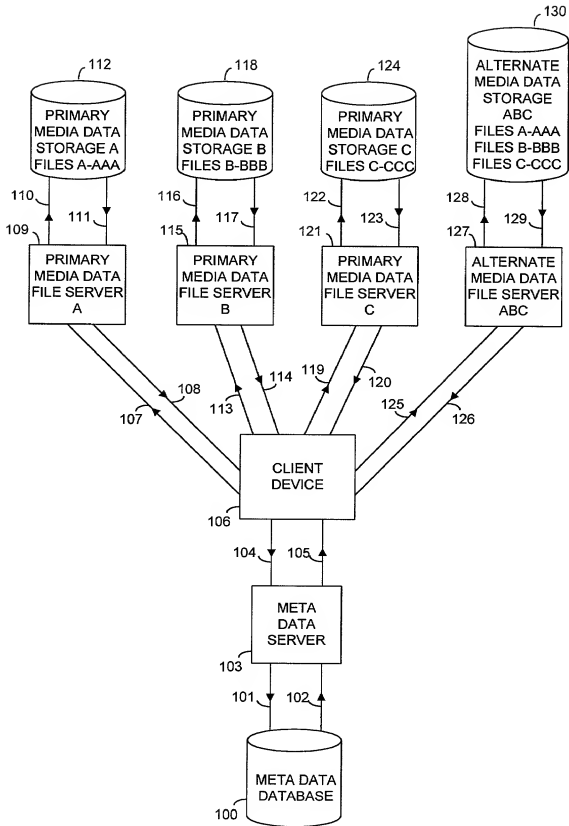 112
118
124
130
PRIMARY
MEDIA DATA
STORAGE A
FILES A-AAA
PRIMARY
MEDIA DATA
STORAGE B
FILES B-BBB
PRIMARY
MEDIA DATA
STORAGE C
FILES C-CCC
ALTERNATE
MEDIA DATA
STORAGE
ABC
FILES A-AAA
FILES B-BBB
FILES C-CCC
110
111
116
117
122
123
128
129
109
115
121
127
PRIMARY
MEDIA DATA
FILE SERVER
A
PRIMARY
MEDIA DATA
FILE SERVER
B
PRIMARY
MEDIA DATA
FILE SERVER
C
ALTERNATE
MEDIA DATA
FILE SERVER
ABC
107
108
113
114
119
120
125
126
CLIENT
DEVICE
106
104
105
META
DATA
SERVER
103
101
102
META DATA
DATABASE
100